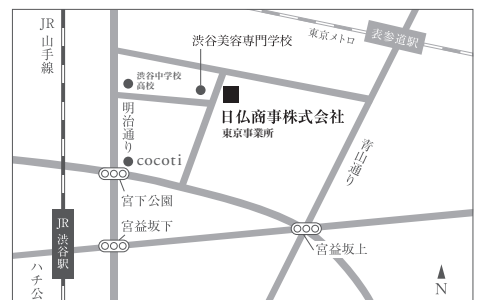 JR 山手線
東京メトロ
表参道駅
渋谷美容専門学校
渋谷中学校
高校
日仏商事株式会社
東京事業所
明治通り
青山通り
cocoti
宮下公園
宮益坂下
宮益坂上
JR 渋谷駅
ハチ公
N